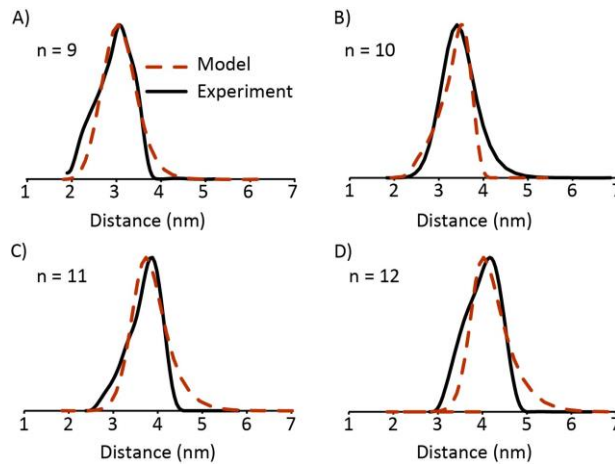 A)
n = 9
Model
Experiment
1 2 3 4 5 6 7
Distance (nm)
B)
n = 10
1 2 3 4 5 6 7
Distance (nm)
C)
n = 11
1 2 3 4 5 6 7
Distance (nm)
D)
n = 12
1 2 3 4 5 6 7
Distance (nm)